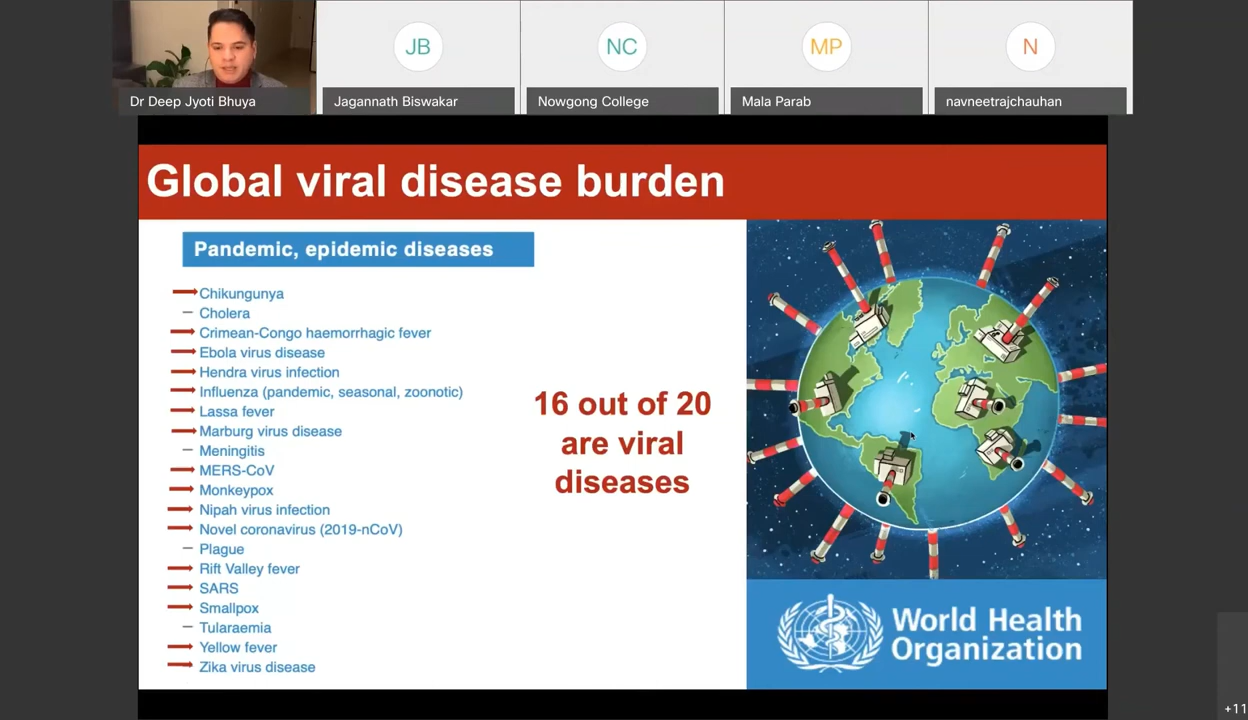 JB
NC
MP
N
Dr Deep Jyoti Bhuya
Jagannath Biswakar
Nowgong College
Mala Parab
navneetrajchauhan
Global viral disease burden
Pandemic, epidemic diseases
Chikungunya
– Cholera
Crimean-Congo haemorrhagic fever
Ebola virus disease
Hendra virus infection
Influenza (pandemic, seasonal, zoonotic)
Lassa fever
Marburg virus disease
– Meningitis
MERS-CoV
Monkeypox
Nipah virus infection
Novel coronavirus (2019-nCoV)
– Plague
Rift Valley fever
SARS
Smallpox
– Tularaemia
Yellow fever
Zika virus disease
16 out of 20
are viral
diseases
World Health
Organization
+11